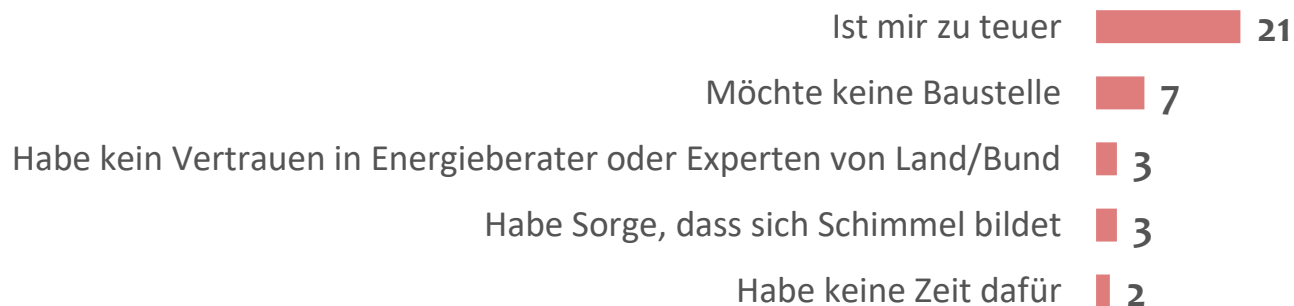 Ist mir zu teuer 21
Möchte keine Baustelle 7
Habe kein Vertrauen in Energieberater oder Experten von Land/Bund 3
Habe Sorge, dass sich Schimmel bildet 3
Habe keine Zeit dafür 2